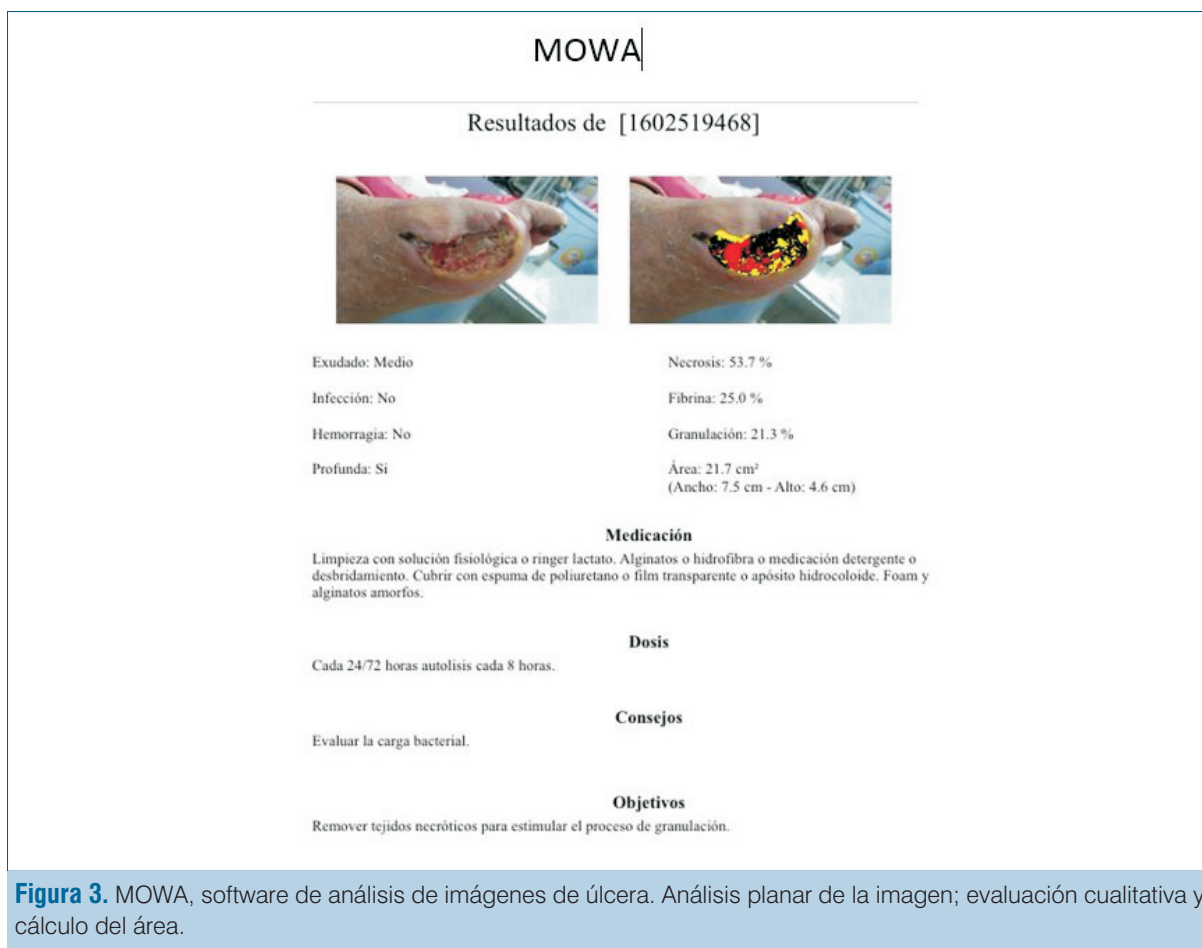 MOWA
Resultados de [1602519468]
Exudado: Medio
Necrosis: 53.7 %
Infección: No
Fibrina: 25.0 %
Hemorragia: No
Granulación: 21.3 %
Profunda: Si
Área: 21.7 cm²
(Ancho: 7.5 cm - Alto: 4.6 cm)
Medicación
Limpieza con solución fisiológica o ringer lactato. Alginatos o hidrofibra o medicación detergente o
desbridamiento. Cubrir con espuma de poliuretano o film transparente o apósito hidrocoloide. Foam y
alginatos amorfos.
Dosis
Cada 24/72 horas autolisis cada 8 horas.
Consejos
Evaluar la carga bacterial.
Objetivos
Remover tejidos necróticos para estimular el proceso de granulación.
Figura 3. MOWA, software de análisis de imágenes de úlcera. Análisis planar de la imagen; evaluación cualitativa y
cálculo del área.